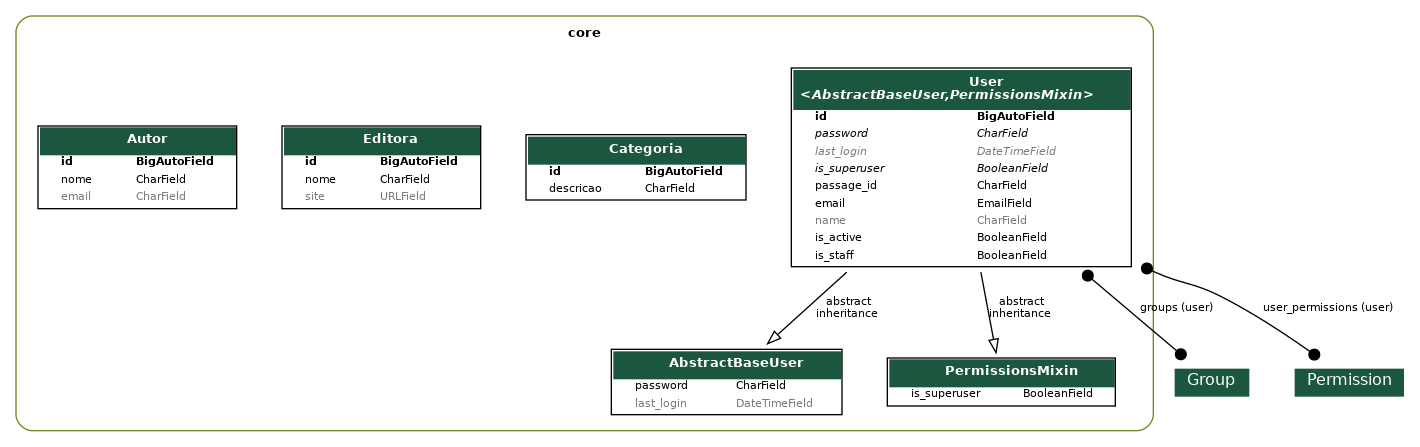 core
Autor
id BigAutoField
nome CharField
email CharField
Editora
id BigAutoField
nome CharField
site URLField
Categoria
id BigAutoField
descricao CharField
User
<AbstractBaseUser,PermissionsMixin>
id BigAutoField
password CharField
last_login DateTimeField
is_superuser BooleanField
passage_id CharField
email EmailField
name CharField
is_active BooleanField
is_staff BooleanField
abstract
inheritance
abstract
inheritance
groups (user)
user_permissions (user)
AbstractBaseUser
password CharField
last_login DateTimeField
PermissionsMixin
is_superuser BooleanField
Group
Permission